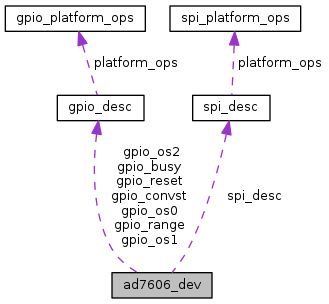 gpio_platform_ops
spi_platform_ops
platform_ops
platform_ops
gpio_desc
spi_desc
gpio_os2
gpio_busy
gpio_reset
gpio_convst
gpio_os0
gpio_range
gpio_os1
spi_desc
ad7606_dev